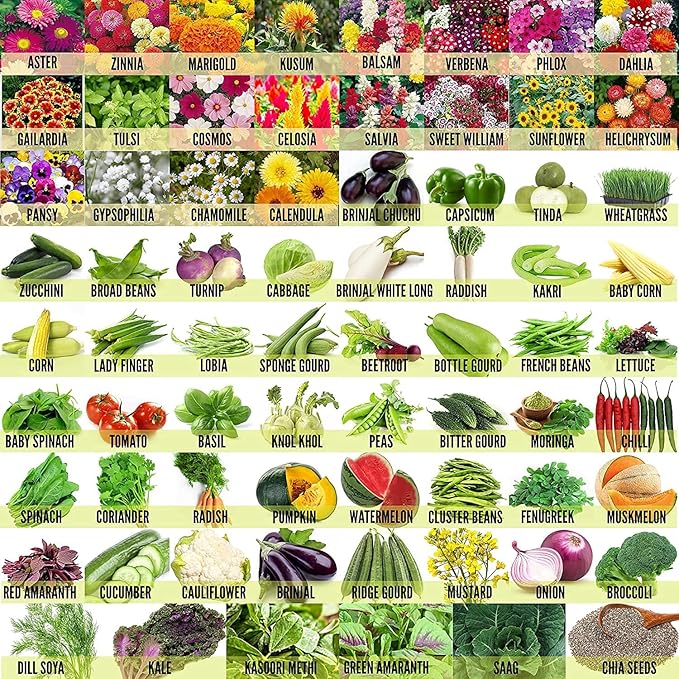 ASTER
ZINNIA
MARIGOLD
KUSUM
BALSAM
VERBENA
PHLOX
DAHLIA
GAILARDIA
TULSI
COSMOS
CELOSIA
SALVIA
SWEET WILLIAM
SUNFLOWER
HELICHRYSUM
PANSY
GYPSOPHILIA
CHAMOMILE
CALENDULA
BRINJAL CHUCHU
CAPSICUM
TINDA
WHEATGRASS
ZUCCHINI
BROAD BEANS
TURNIP
CABBAGE
BRINJAL WHITE LONG
RADDISH
KAKRI
BABY CORN
CORN
LADY FINGER
LOBIA
SPONGE GOURD
BEETROOT
BOTTLE GOURD
FRENCH BEANS
LETTUCE
BABY SPINACH
TOMATO
BASIL
KNOL KHOL
PEAS
BITTER GOURD
MORINGA
CHILLI
SPINACH
CORIANDER
RADISH
PUMPKIN
WATERMELON
CLUSTER BEANS
FENUGREEK
MUSKMELON
RED AMARANTH
CUCUMBER
CAULIFLOWER
BRINJAL
RIDGE GOURD
MUSTARD
ONION
BROCCOLI
DILL SOYA
KALE
KASOORI METHI
GREEN AMARANTH
SAAG
CHIA SEEDS